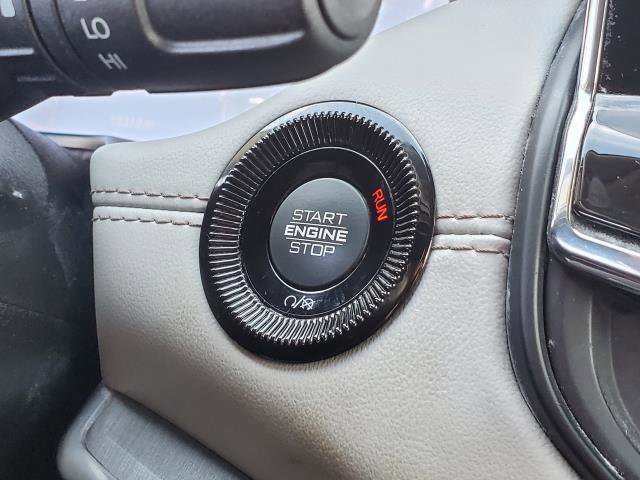 LO
HI
START
ENGINE
STOP
RUN